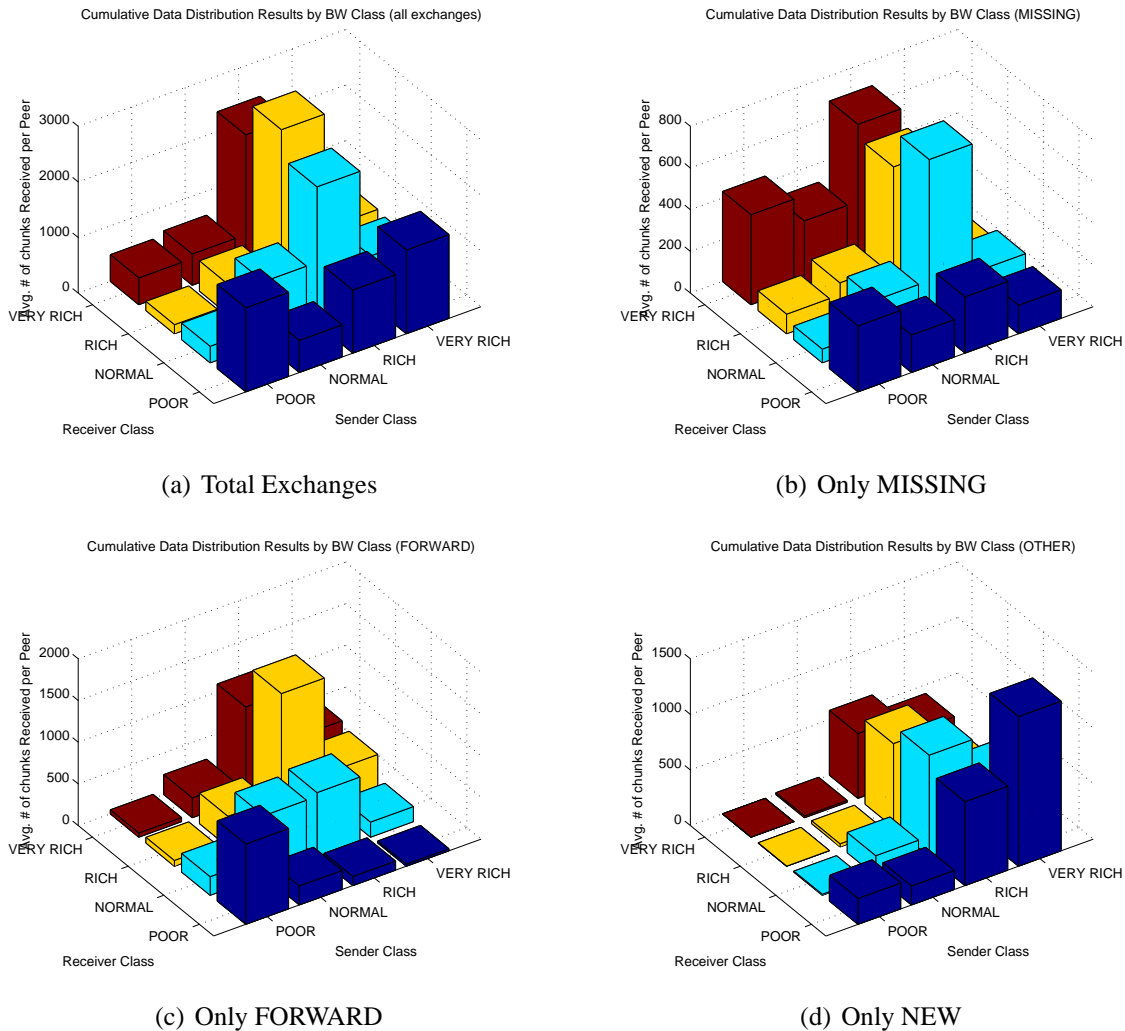 Cumulative Data Distribution Results by BW Class (all exchanges)
Avg. # of chunks Received per Peer
3000
2000
1000
0
VERY RICH
RICH
NORMAL
POOR
Receiver Class
POOR
NORMAL
RICH
VERY RICH
Sender Class
(a) Total Exchanges
Cumulative Data Distribution Results by BW Class (MISSING)
Avg. # of chunks Received per Peer
800
600
400
200
0
VERY RICH
RICH
NORMAL
POOR
Receiver Class
POOR
NORMAL
RICH
VERY RICH
Sender Class
(b) Only MISSING
Cumulative Data Distribution Results by BW Class (FORWARD)
Avg. # of chunks Received per Peer
2000
1500
1000
500
0
VERY RICH
RICH
NORMAL
POOR
Receiver Class
POOR
NORMAL
RICH
VERY RICH
Sender Class
(c) Only FORWARD
Cumulative Data Distribution Results by BW Class (OTHER)
Avg. # of chunks Received per Peer
1500
1000
500
0
VERY RICH
RICH
NORMAL
POOR
Receiver Class
POOR
NORMAL
RICH
VERY RICH
Sender Class
(d) Only NEW